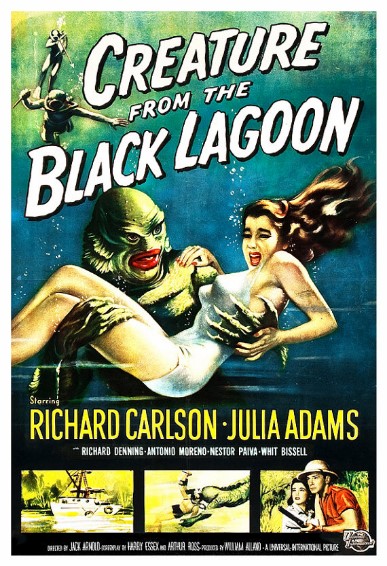 CREATURE
FROM THE
BLACK LAGOON
Starring
RICHARD CARLSON · JULIA ADAMS
with RICHARD DENNING · ANTONIO MORENO · NESTOR PAIVA · WHIT BISSELL
DIRECTED BY JACK ARNOLD · SCREENPLAY BY HARRY ESSEX AND ARTHUR ROSS · PRODUCED BY WILLIAM ALLAND · A UNIVERSAL-INTERNATIONAL PICTURE